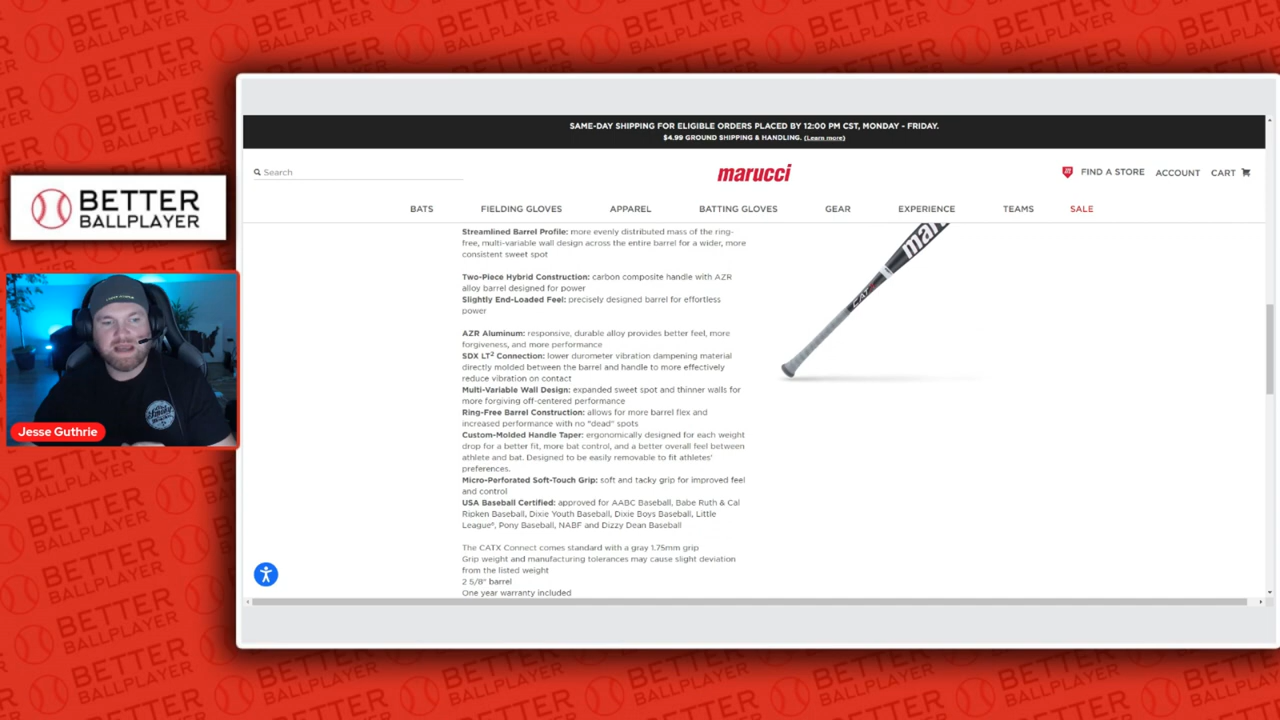 BETTER
BALLPLAYER
Jesse Guthrie
SAME-DAY SHIPPING FOR ELIGIBLE ORDERS PLACED BY 12:00 PM CST, MONDAY - FRIDAY.
$4.99 GROUND SHIPPING & HANDLING. (Learn more)
Search
marucci
FIND A STORE
ACCOUNT
CART
BATS
FIELDING GLOVES
APPAREL
BATTING GLOVES
GEAR
EXPERIENCE
TEAMS
SALE
Streamlined Barrel Profile: more evenly distributed mass of the ring-
free, multi-variable wall design across the entire barrel for a wider, more
consistent sweet spot
Two-Piece Hybrid Construction: carbon composite handle with AZR
alloy barrel designed for power
Slightly End-Loaded Feel: precisely designed barrel for effortless
power
AZR Aluminum: responsive, durable alloy provides better feel, more
forgiveness, and more performance
SDX LT² Connection: lower durometer vibration dampening material
directly molded between the barrel and handle to more effectively
reduce vibration on contact
Multi-Variable Wall Design: expanded sweet spot and thinner walls for
more forgiving off-centered performance
Ring-Free Barrel Construction: allows for more barrel flex and
increased performance with no "dead" spots
Custom-Molded Handle Taper: ergonomically designed for each weight
drop for a better fit, more bat control, and a better overall feel between
athlete and bat. Designed to be easily removable to fit athletes'
preferences.
Micro-Perforated Soft-Touch Grip: soft and tacky grip for improved feel
and control
USA Baseball Certified: approved for AABC Baseball, Babe Ruth & Cal
Ripken Baseball, Dixie Youth Baseball, Dixie Boys Baseball, Little
League®, Pony Baseball, NABF and Dizzy Dean Baseball
The CATX Connect comes standard with a gray 1.75mm grip
Grip weight and manufacturing tolerances may cause slight deviation
from the listed weight
2 5/8" barrel
One year warranty included